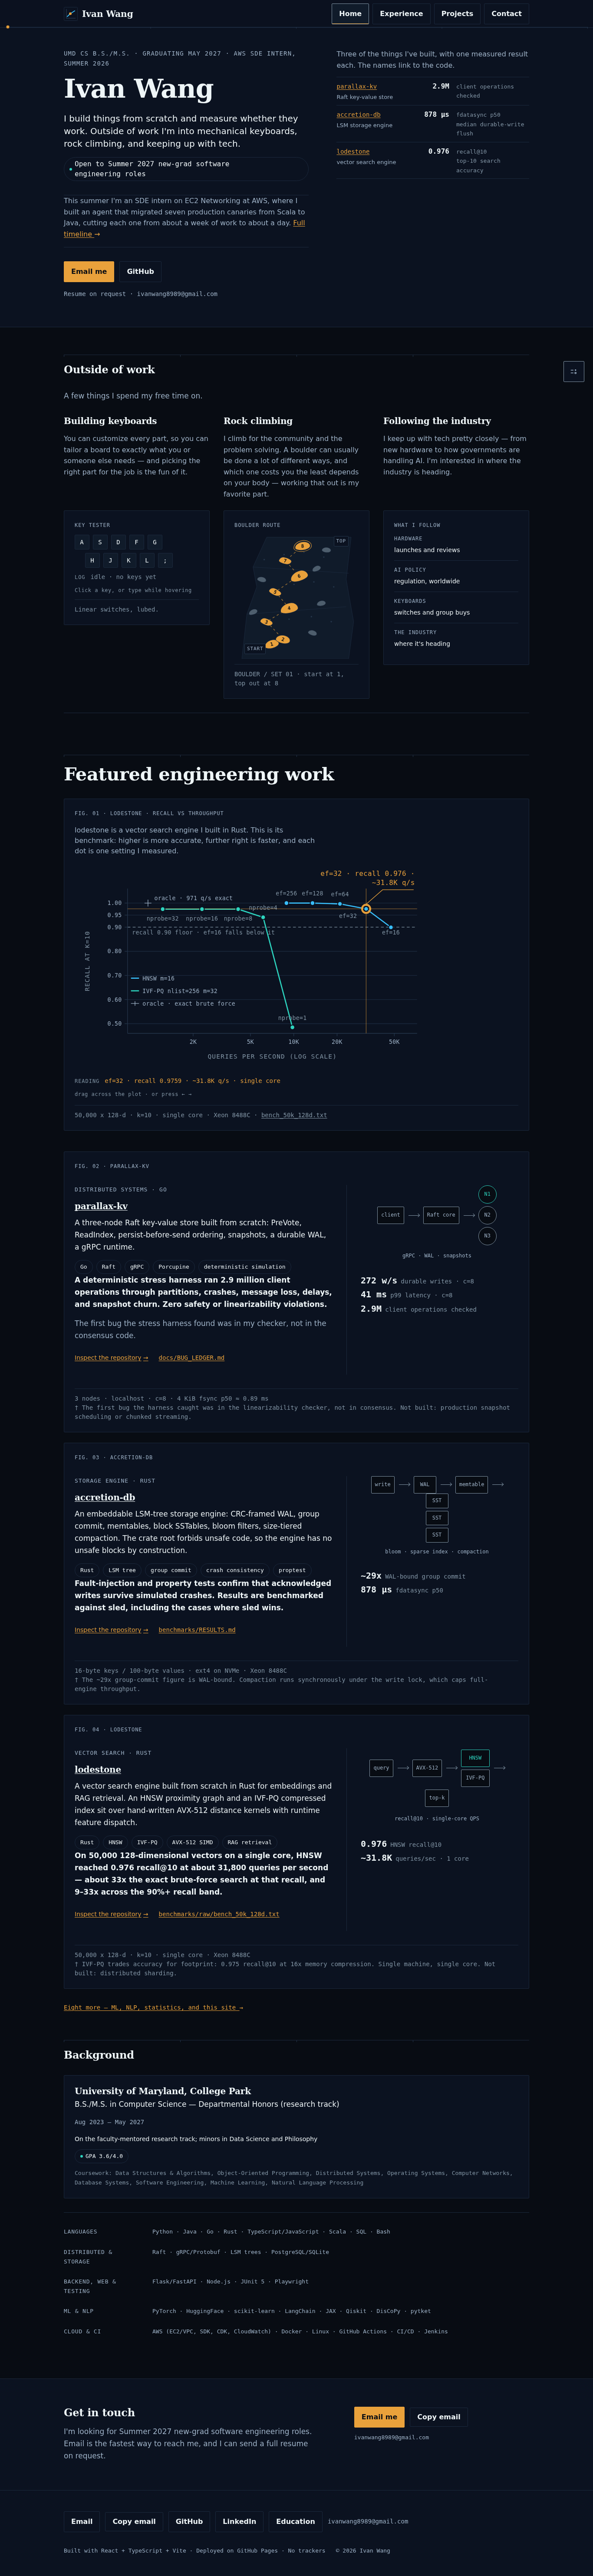 Ivan Wang
Home
Experience
Projects
Contact
UMD CS B.S./M.S. · GRADUATING MAY 2027 · AWS SDE INTERN,
SUMMER 2026
Ivan Wang
I build things from scratch and measure whether they
work. Outside of work I'm into mechanical keyboards,
rock climbing, and keeping up with tech.
Open to Summer 2027 new-grad software
engineering roles
This summer I'm an SDE intern on EC2 Networking at AWS, where I
built an agent that migrated seven production canaries from Scala to
Java, cutting each one from about a week of work to about a day. Full
timeline →
Email me
GitHub
Resume on request · ivanwang8989@gmail.com
Three of the things I've built, with one measured result
each. The names link to the code.
parallax-kv
Raft key-value store
2.9M
client operations
checked
accretion-db
LSM storage engine
878 µs
fdatasync p50
median durable-write
flush
lodestone
vector search engine
0.976
recall@10
top-10 search
accuracy
Outside of work
A few things I spend my free time on.
Building keyboards
You can customize every part, so you can
tailor a board to exactly what you or
someone else needs — and picking the
right part for the job is the fun of it.
Rock climbing
I climb for the community and the
problem solving. A boulder can usually
be done a lot of different ways, and
which one costs you the least depends
on your body — working that out is my
favorite part.
Following the industry
I keep up with tech pretty closely — from
new hardware to how governments are
handling AI. I'm interested in where the
industry is heading.
KEY TESTER
A S D F G
H J K L ;
LOG idle · no keys yet
Click a key, or type while hovering
Linear switches, lubed.
BOULDER ROUTE
TOP
8
7
6
5
4
3
2
1
START
BOULDER / SET 01 · start at 1,
top out at 8
WHAT I FOLLOW
HARDWARE
launches and reviews
AI POLICY
regulation, worldwide
KEYBOARDS
switches and group buys
THE INDUSTRY
where it's heading
Featured engineering work
FIG. 01 · LODESTONE · RECALL VS THROUGHPUT
lodestone is a vector search engine I built in Rust. This is its
benchmark: higher is more accurate, further right is faster, and each
dot is one setting I measured.
ef=32 · recall 0.976 ·
~31.8K q/s
oracle · 971 q/s exact
ef=256 ef=128 ef=64
nprobe=4
nprobe=32 nprobe=16 nprobe=8
ef=32
recall 0.90 floor · ef=16 falls below it
ef=16
1.00
0.95
0.90
0.80
0.70
0.60
0.50
RECALL AT K=10
HNSW m=16
IVF-PQ nlist=256 m=32
oracle · exact brute force
nprobe=1
2K 5K 10K 20K 50K
QUERIES PER SECOND (LOG SCALE)
READING ef=32 · recall 0.9759 · ~31.8K q/s · single core
drag across the plot · or press ← →
50,000 x 128-d · k=10 · single core · Xeon 8488C · bench_50k_128d.txt
FIG. 02 · PARALLAX-KV
DISTRIBUTED SYSTEMS · GO
parallax-kv
A three-node Raft key-value store built from scratch: PreVote,
ReadIndex, persist-before-send ordering, snapshots, a durable WAL,
a gRPC runtime.
Go Raft gRPC Porcupine deterministic simulation
A deterministic stress harness ran 2.9 million client
operations through partitions, crashes, message loss, delays,
and snapshot churn. Zero safety or linearizability violations.
The first bug the stress harness found was in my checker, not in the
consensus code.
Inspect the repository → docs/BUG_LEDGER.md
client
Raft core
N1
N2
N3
gRPC · WAL · snapshots
272 w/s durable writes · c=8
41 ms p99 latency · c=8
2.9M client operations checked
3 nodes · localhost · c=8 · 4 KiB fsync p50 ≈ 0.89 ms
† The first bug the harness caught was in the linearizability checker, not in consensus. Not built: production snapshot
scheduling or chunked streaming.
FIG. 03 · ACCRETION-DB
STORAGE ENGINE · RUST
accretion-db
An embeddable LSM-tree storage engine: CRC-framed WAL, group
commit, memtables, block SSTables, bloom filters, size-tiered
compaction. The crate forbids unsafe code, so the engine has no
unsafe blocks by construction.
Rust LSM tree group commit crash consistency proptest
Fault-injection and property tests confirm that acknowledged
writes survive simulated crashes. Results are benchmarked
against sled, including the cases where sled wins.
Inspect the repository → benchmarks/RESULTS.md
write
WAL
memtable
SST
SST
SST
bloom · sparse index · compaction
~29x WAL-bound group commit
878 µs fdatasync p50
16-byte keys / 100-byte values · ext4 on NVMe · Xeon 8488C
† The ~29x group-commit figure is WAL-bound. Compaction runs synchronously under the write lock, which caps full-
engine throughput.
FIG. 04 · LODESTONE
VECTOR SEARCH · RUST
lodestone
A vector search engine built from scratch in Rust for embeddings and
RAG retrieval. An HNSW proximity graph and an IVF-PQ compressed
index sit over hand-written AVX-512 distance kernels with runtime
feature dispatch.
Rust HNSW IVF-PQ AVX-512 SIMD RAG retrieval
On 50,000 128-dimensional vectors on a single core, HNSW
reached 0.976 recall@10 at about 31,800 queries per second
— about 33x the exact brute-force search at that recall, and
9–33x across the 90%+ recall band.
Inspect the repository → benchmarks/raw/bench_50k_128d.txt
query
AVX-512
HNSW
IVF-PQ
top-k
recall@10 · single-core QPS
0.976 HNSW recall@10
~31.8K queries/sec · 1 core
50,000 x 128-d · k=10 · single core · Xeon 8488C
† IVF-PQ trades accuracy for footprint: 0.975 recall@10 at 16x memory compression. Single machine, single core. Not
built: distributed sharding.
Eight more — ML, NLP, statistics, and this site →
Background
University of Maryland, College Park
B.S./M.S. in Computer Science — Departmental Honors (research track)
Aug 2023 — May 2027
On the faculty-mentored research track; minors in Data Science and Philosophy
GPA 3.6/4.0
Coursework: Data Structures & Algorithms, Object-Oriented Programming, Distributed Systems, Operating Systems, Computer Networks,
Database Systems, Software Engineering, Machine Learning, Natural Language Processing
LANGUAGES
Python · Java · Go · Rust · TypeScript/JavaScript · Scala · SQL · Bash
DISTRIBUTED &
STORAGE
Raft · gRPC/Protobuf · LSM trees · PostgreSQL/SQLite
BACKEND, WEB &
TESTING
Flask/FastAPI · Node.js · JUnit 5 · Playwright
ML & NLP
PyTorch · HuggingFace · scikit-learn · LangChain · JAX · Qiskit · DisCoPy · pytket
CLOUD & CI
AWS (EC2/VPC, SDK, CDK, CloudWatch) · Docker · Linux · GitHub Actions · CI/CD · Jenkins
Get in touch
I'm looking for Summer 2027 new-grad software engineering roles.
Email is the fastest way to reach me, and I can send a full resume
on request.
Email me
Copy email
ivanwang8989@gmail.com
Email
Copy email
GitHub
LinkedIn
Education
ivanwang8989@gmail.com
Built with React + TypeScript + Vite · Deployed on GitHub Pages · No trackers © 2026 Ivan Wang